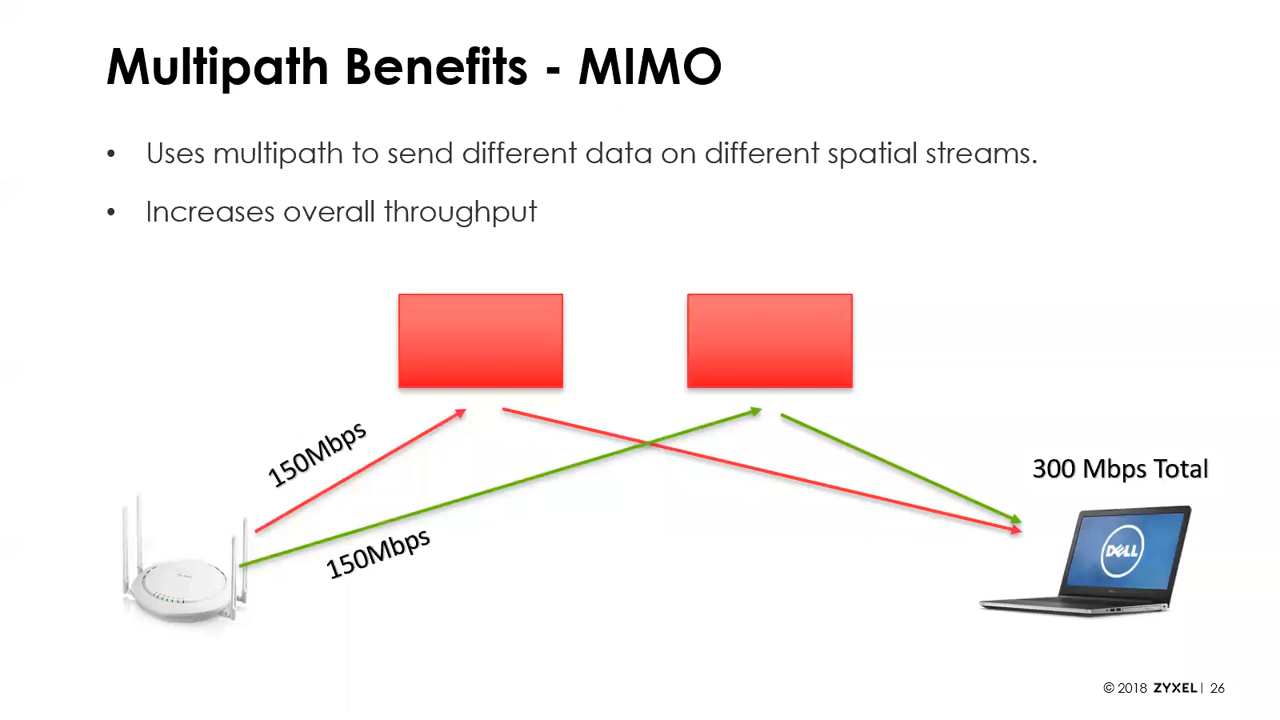 Multipath Benefits - MIMO
• Uses multipath to send different data on different spatial streams.
• Increases overall throughput
150Mbps
150Mbps
300 Mbps Total
DELL
© 2018 ZYXEL | 26